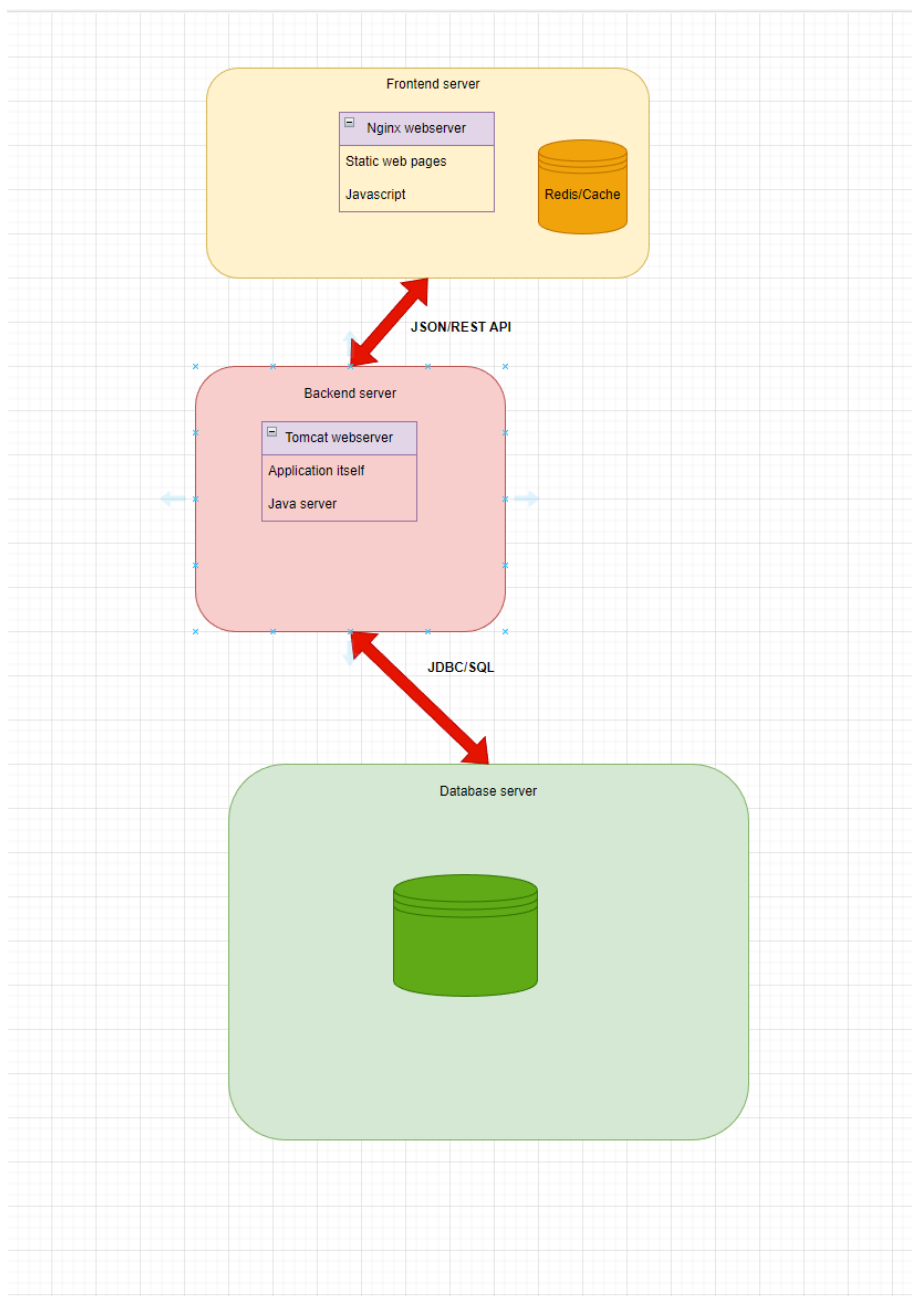 Frontend server
Nginx webserver
Static web pages
Javascript
Redis/Cache
JSON/REST API
Backend server
Tomcat webserver
Application itself
Java server
JDBC/SQL
Database server